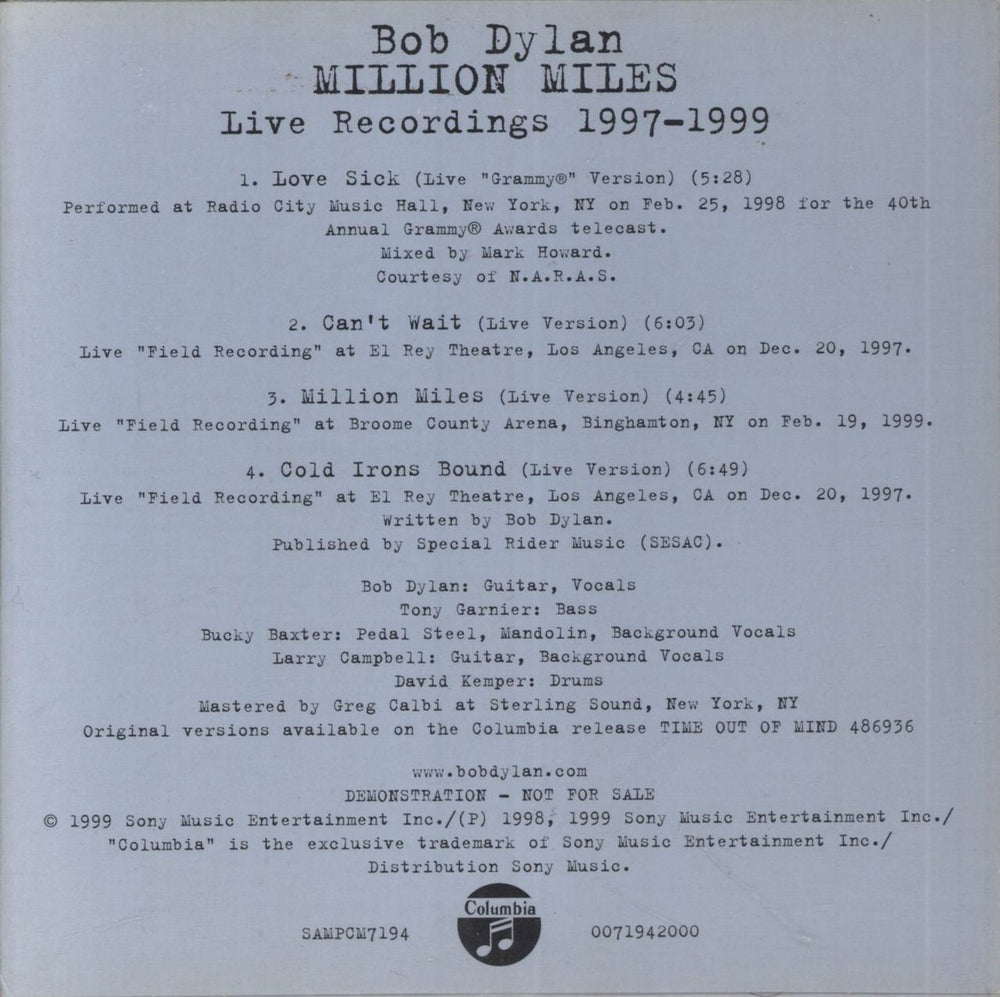 Bob Dylan
MILLION MILES
Live Recordings 1997-1999
1. Love Sick (Live "Grammy®" Version) (5:28)
Performed at Radio City Music Hall, New York, NY on Feb. 25, 1998 for the 40th
Annual Grammy® Awards telecast.
Mixed by Mark Howard.
Courtesy of N.A.R.A.S.
2. Can't Wait (Live Version) (6:03)
Live "Field Recording" at El Rey Theatre, Los Angeles, CA on Dec. 20, 1997.
3. Million Miles (Live Version) (4:45)
Live "Field Recording" at Broome County Arena, Binghamton, NY on Feb. 19, 1999.
4. Cold Irons Bound (Live Version) (6:49)
Live "Field Recording" at El Rey Theatre, Los Angeles, CA on Dec. 20, 1997.
Written by Bob Dylan.
Published by Special Rider Music (SESAC).
Bob Dylan: Guitar, Vocals
Tony Garnier: Bass
Bucky Baxter: Pedal Steel, Mandolin, Background Vocals
Larry Campbell: Guitar, Background Vocals
David Kemper: Drums
Mastered by Greg Calbi at Sterling Sound, New York, NY
Original versions available on the Columbia release TIME OUT OF MIND 486936
www.bobdylan.com
DEMONSTRATION - NOT FOR SALE
© 1999 Sony Music Entertainment Inc./(P) 1998, 1999 Sony Music Entertainment Inc./
"Columbia" is the exclusive trademark of Sony Music Entertainment Inc./
Distribution Sony Music.
Columbia
SAMPCM7194 0071942000